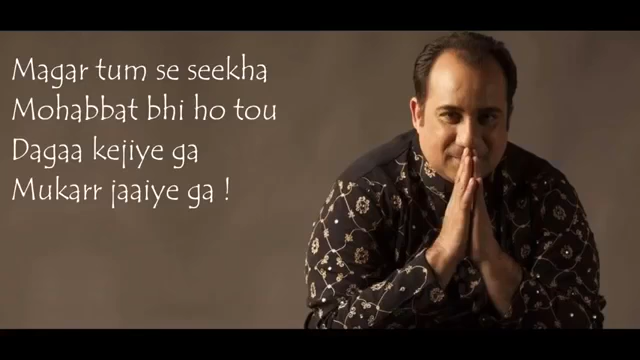 Magar tum se seekha
Mohabbat bhi ho tou
Dagaa kejiye ga
Mukarr jaaiye ga !